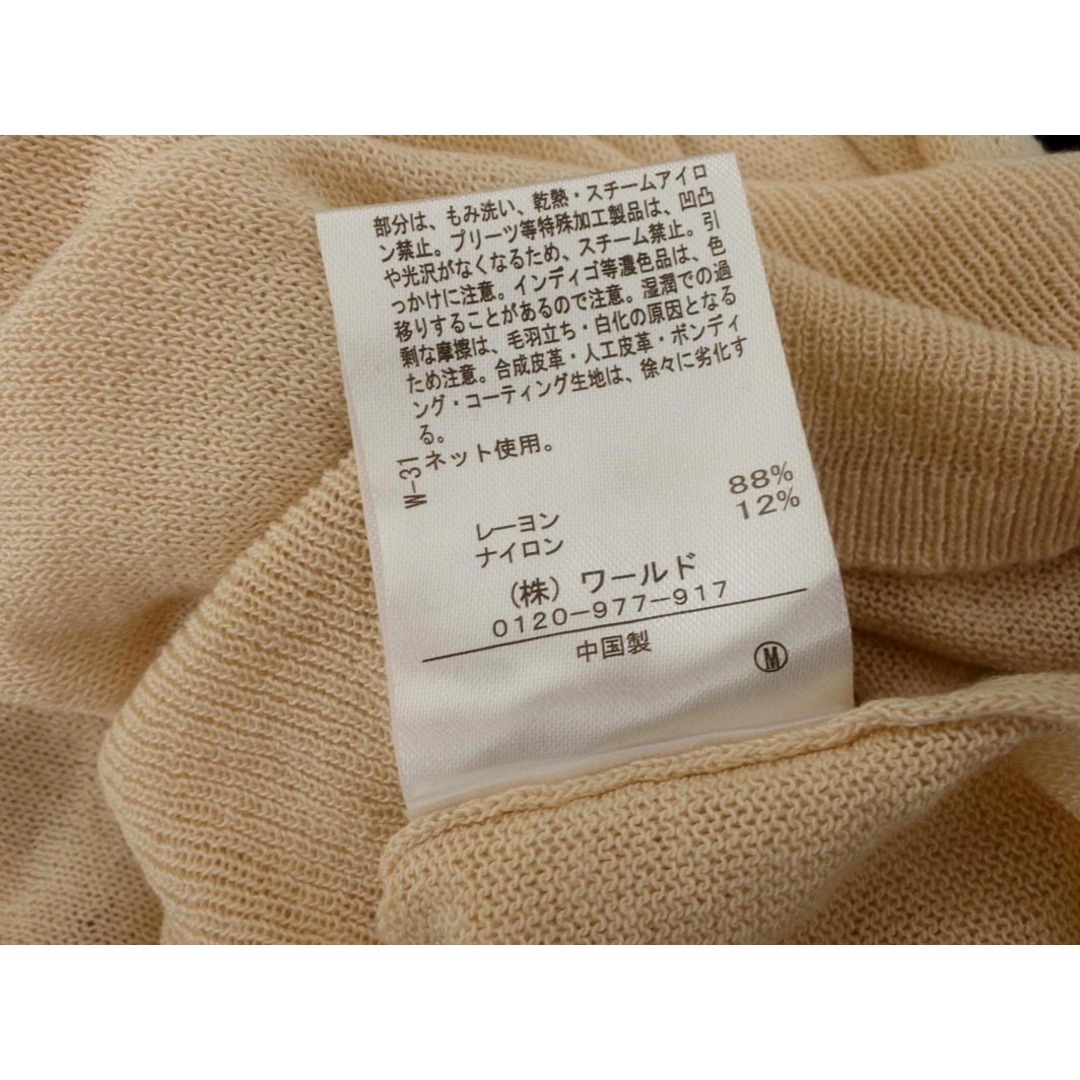 部分は、もみ洗い、乾熱・スチームアイロ
ン禁止。プリーツ等特殊加工製品は、凹凸
や光沢がなくなるため、スチーム禁止。引
っかけに注意。インディゴ等濃色品は、色
移りすることがあるので注意。湿潤での過
剰な摩擦は、毛羽立ち・白化の原因となる
ため注意。合成皮革・人工皮革・ボンディ
ング・コーティング生地は、徐々に劣化す
る。
W-31
ネット使用。
レーヨン 88%
ナイロン 12%
(株) ワールド
0120-977-917
中国製
M